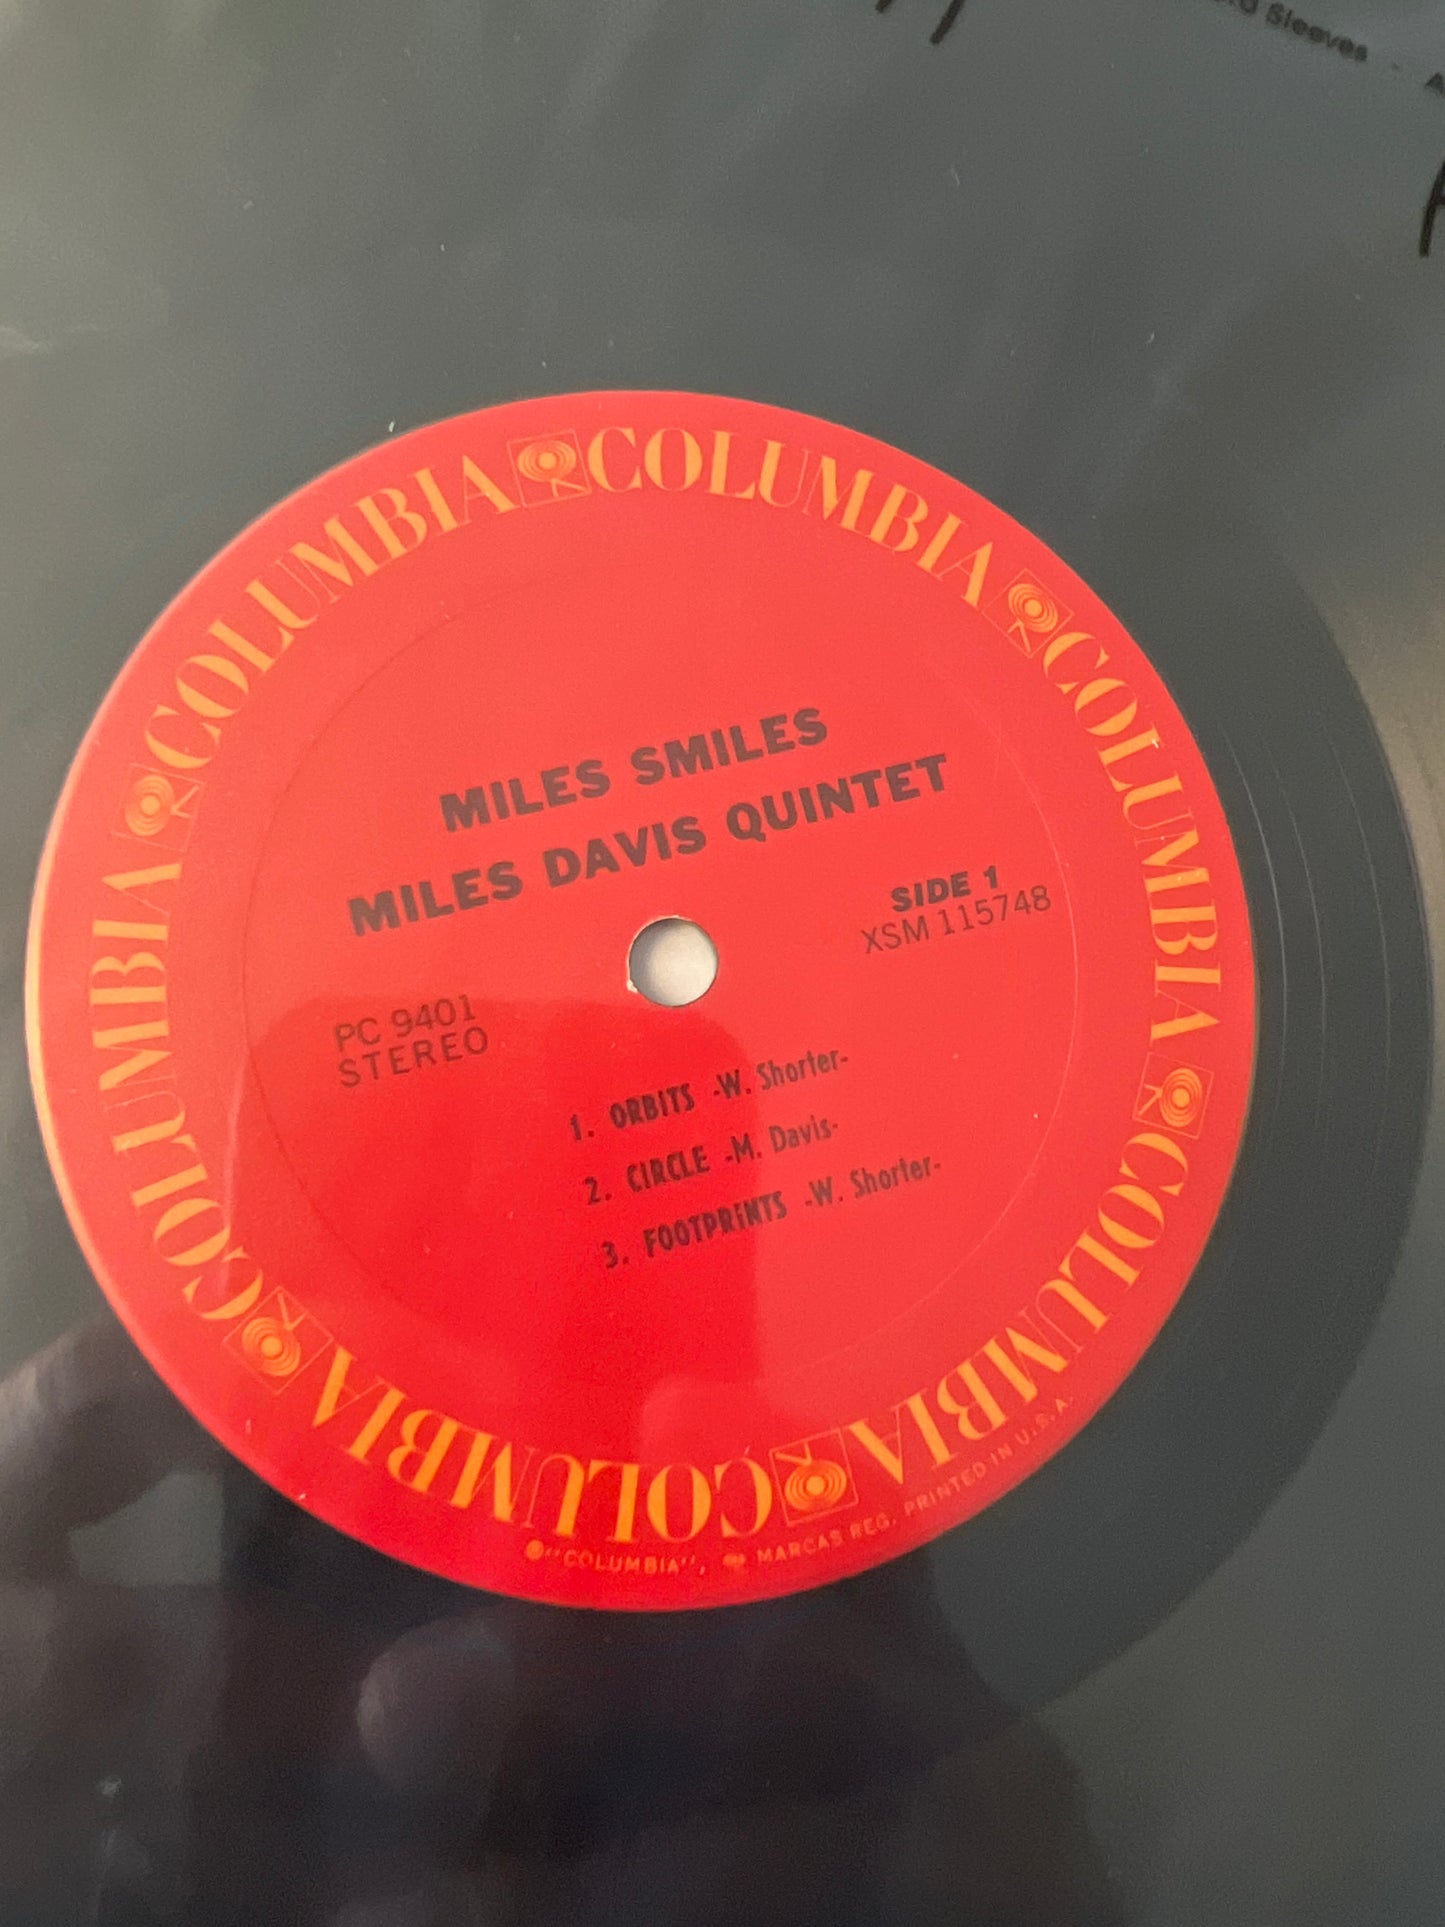 Sleeves
COLUMBIA COLUMBIA COLUMBIA COLUMBIA COLUMBIA COLUMBIA
MILES SMILES
MILES DAVIS QUINTET
SIDE 1
XSM 115748
PC 9401
STEREO
1. ORBITS -W. Shorter-
2. CIRCLE -M. Davis-
3. FOOTPRINTS -W. Shorter-
® "COLUMBIA", MARCAS REG. PRINTED IN U.S.A.